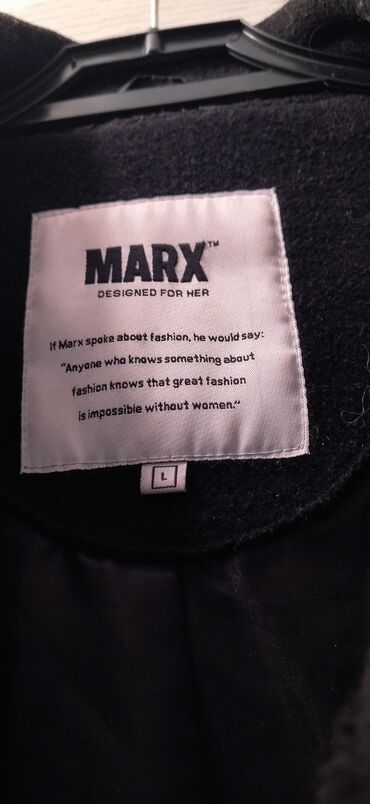 MARX™
DESIGNED FOR HER
If Marx spoke about fashion, he would say:
"Anyone who knows something about
fashion knows that great fashion
is impossible without women."
L